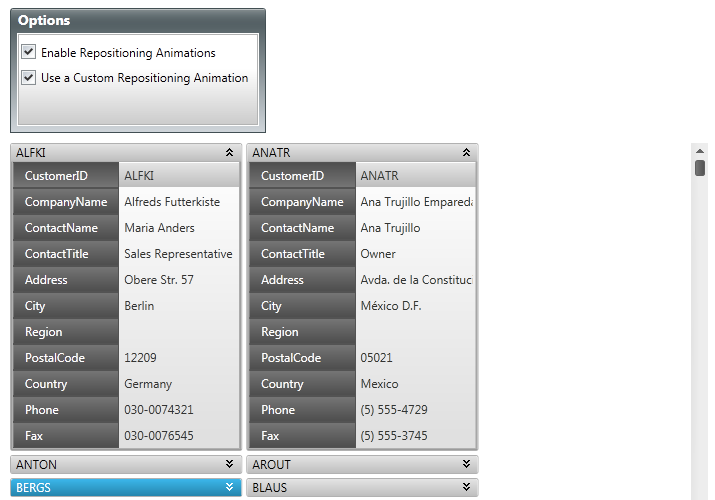 Options
Enable Repositioning Animations
Use a Custom Repositioning Animation
ALFKI
CustomerID ALFKI
CompanyName Alfreds Futterkiste
ContactName Maria Anders
ContactTitle Sales Representative
Address Obere Str. 57
City Berlin
Region
PostalCode 12209
Country Germany
Phone 030-0074321
Fax 030-0076545
ANATR
CustomerID ANATR
CompanyName Ana Trujillo Empareda
ContactName Ana Trujillo
ContactTitle Owner
Address Avda. de la Constituci
City México D.F.
Region
PostalCode 05021
Country Mexico
Phone (5) 555-4729
Fax (5) 555-3745
ANTON
AROUT
BERGS
BLAUS